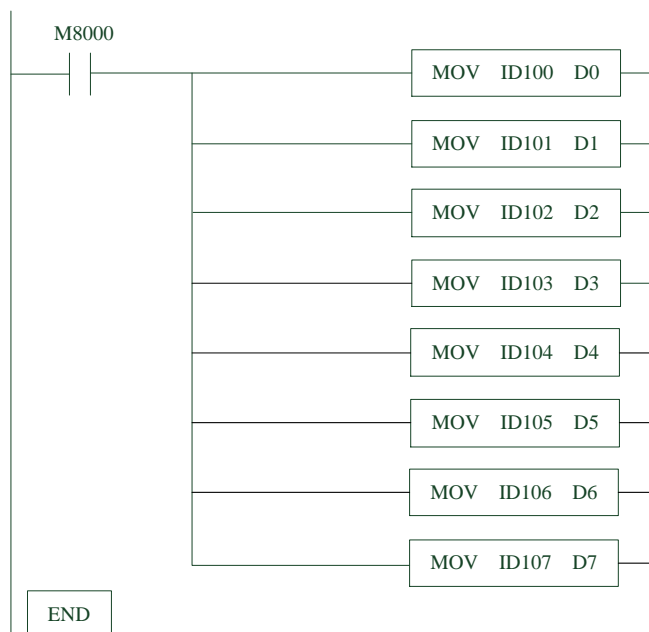 M8000
MOV ID100 D0
MOV ID101 D1
MOV ID102 D2
MOV ID103 D3
MOV ID104 D4
MOV ID105 D5
MOV ID106 D6
MOV ID107 D7
END